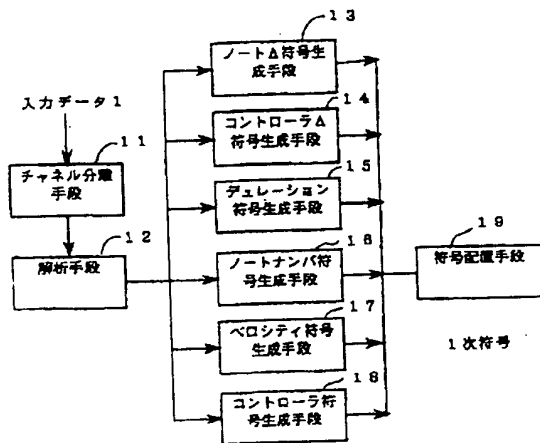 13
ノートΔ符号生
成手段
入力データ1
14
コントローラΔ
符号生成手段
11
チャネル分離
手段
15
デュレーション
符号生成手段
12
解析手段
16
ノートナンバ符
号生成手段
19
符号配置手段
17
ベロシティ符号
生成手段
1次符号
18
コントローラ符
号生成手段